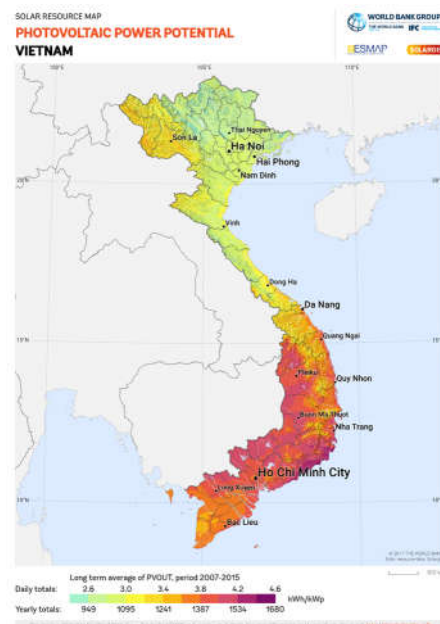 SOLAR RESOURCE MAP
PHOTOVOLTAIC POWER POTENTIAL
VIETNAM
WORLD BANK GROUP
THE WORLD BANK
IFC
ESMAP
SOLARGIS
Thai Nguyen
Son La
Ha Noi
Hai Phong
Nam Dinh
Vinh
Dong Ha
Da Nang
Quang Ngai
Pleiku
Quy Nhon
Buon Ma Thuot
Nha Trang
Ho Chi Minh City
Long Xuyen
Bac Lieu
Long term average of PVOUT, period 2007-2015
Daily totals: 2.6 3.0 3.4 3.8 4.2 4.6
kWh/kWp
Yearly totals: 949 1095 1241 1387 1534 1680